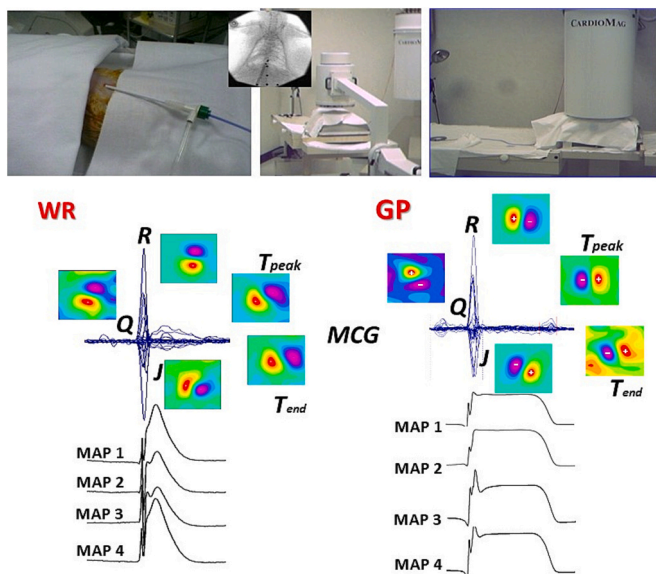 CARDIOMAG
CARDIOMAG
WR
GP
R
R
Tpeak
Tpeak
Q
Q
MCG
J
J
Tend
Tend
MAP 1
MAP 2
MAP 3
MAP 4
MAP 1
MAP 2
MAP 3
MAP 4